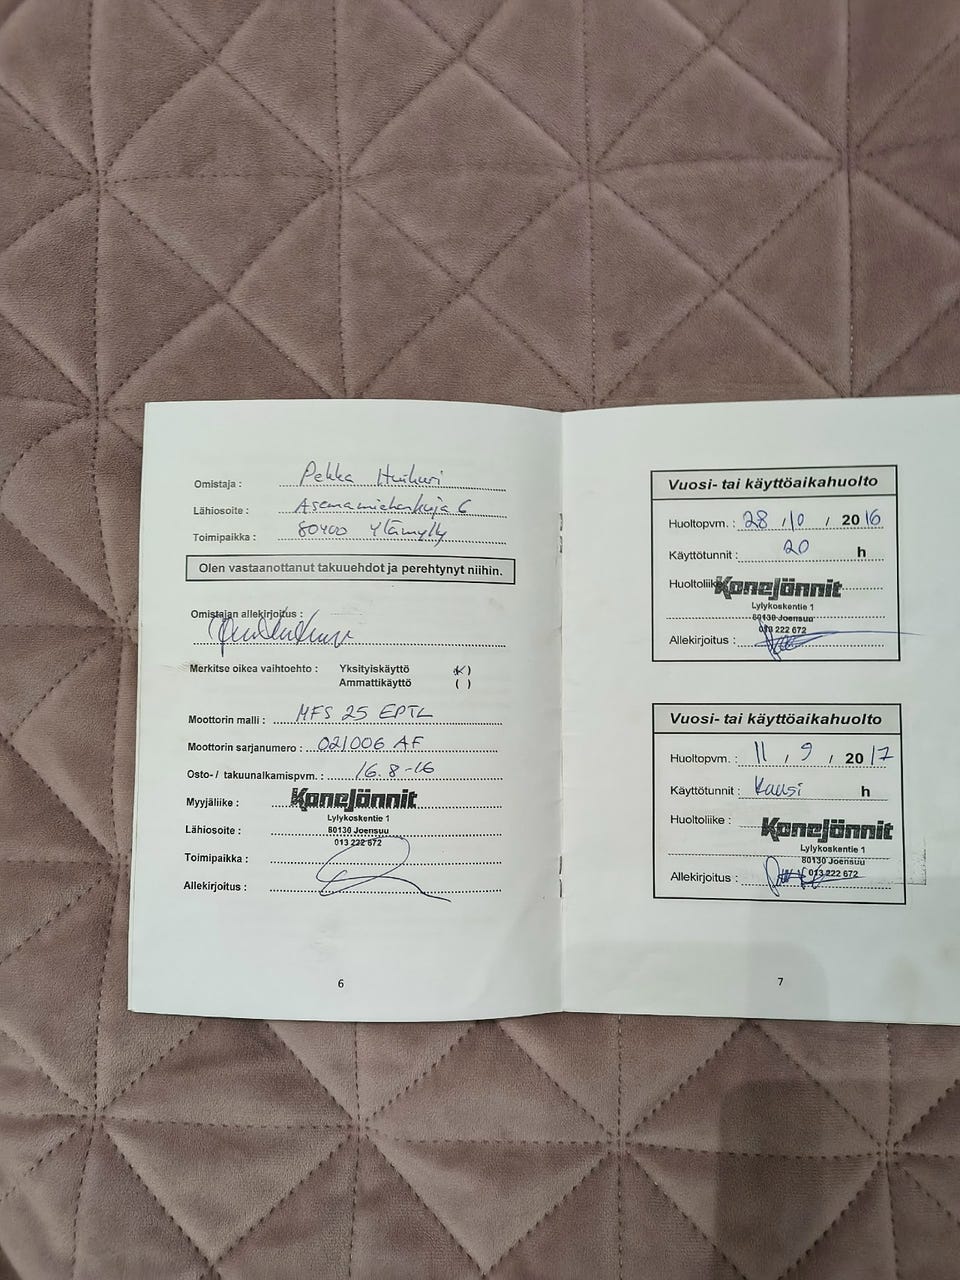 Omistaja : Pekka
Lähiosoite : Asemamiehenkuja 6
Toimipaikka : 80400 Ylämylly
Olen vastaanottanut takuuehdot ja perehtynyt niihin.
Omistajan allekirjoitus :
Merkitse oikea vaihtoehto : Yksityiskäyttö (X)
Ammattikäyttö ( )
Moottorin malli : MFS 25 EPTL
Moottorin sarjanumero : 021006 AF
Osto- / takuunalkamispvm. : 16.8-16
Myyjäliike : KoneJönnit
Lylykoskentie 1
Lähiosoite : 80130 Joensuu
013 222 672
Toimipaikka :
Allekirjoitus :
6
Vuosi- tai käyttöaikahuolto
Huoltopvm. : 28 / 10 / 2016
Käyttötunnit : 20 h
Huoltoliike KoneJönnit
Lylykoskentie 1
80130 Joensuu
013 222 672
Allekirjoitus :
Vuosi- tai käyttöaikahuolto
Huoltopvm. : 11 / 9 / 2017
Käyttötunnit : Kausi h
Huoltoliike : KoneJönnit
Lylykoskentie 1
80130 Joensuu
013 222 672
Allekirjoitus :
7